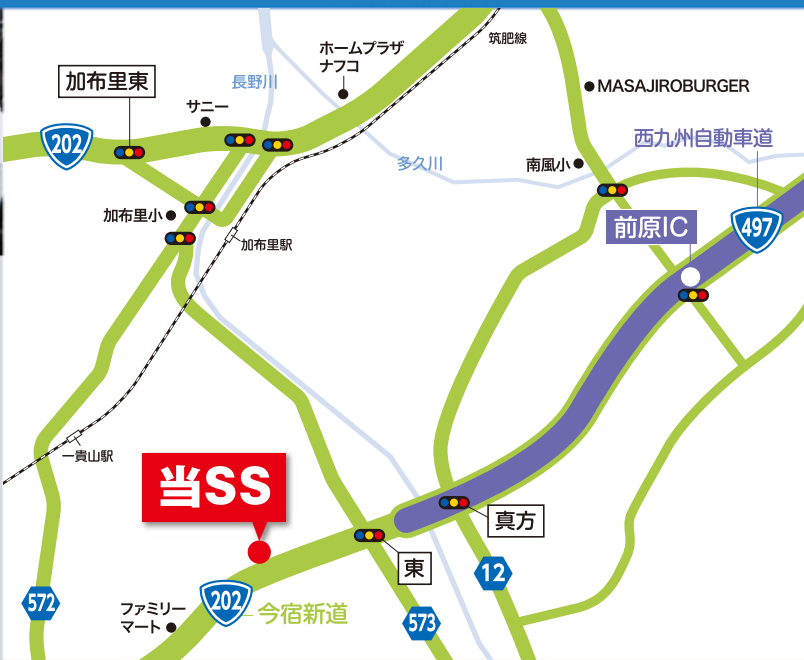 筑肥線
ホームプラザ
ナフコ
長野川
加布里東
サニー
MASAJIROBURGER
202
西九州自動車道
多久川
南風小
加布里小
前原IC
497
加布里駅
一貴山駅
当SS
真方
東
12
572
ファミリー
マート
202
今宿新道
573